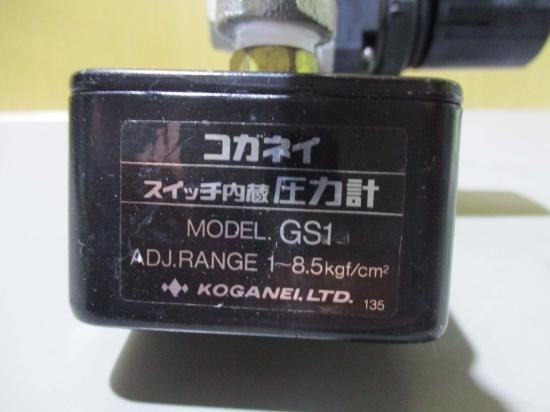 コガネイ
スイッチ内蔵圧力計
MODEL. GS1
ADJ.RANGE 1~8.5kgf/cm²
KOGANEI.LTD. 135